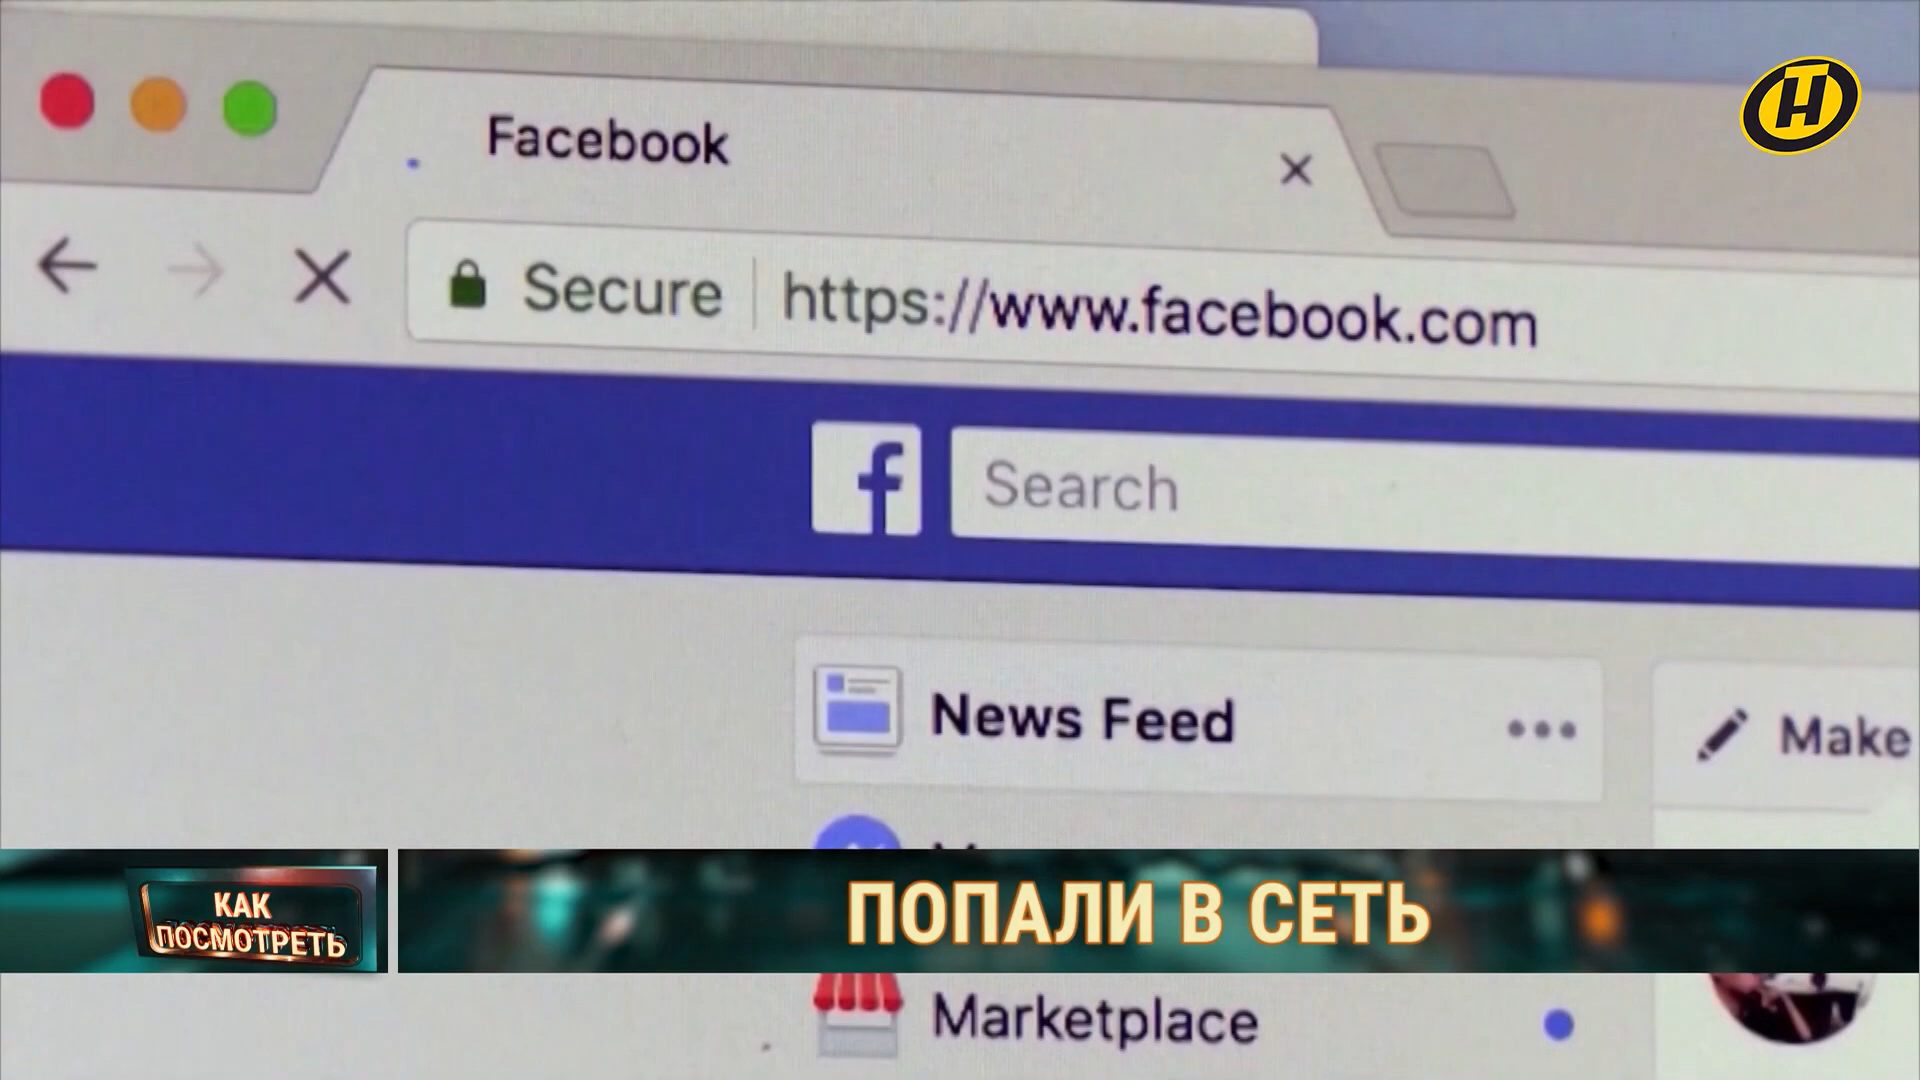 Facebook
Secure
https://www.facebook.com
Search
News Feed
Make
КАК
ПОСМОТРЕТЬ
ПОПАЛИ В СЕТЬ
Marketplace